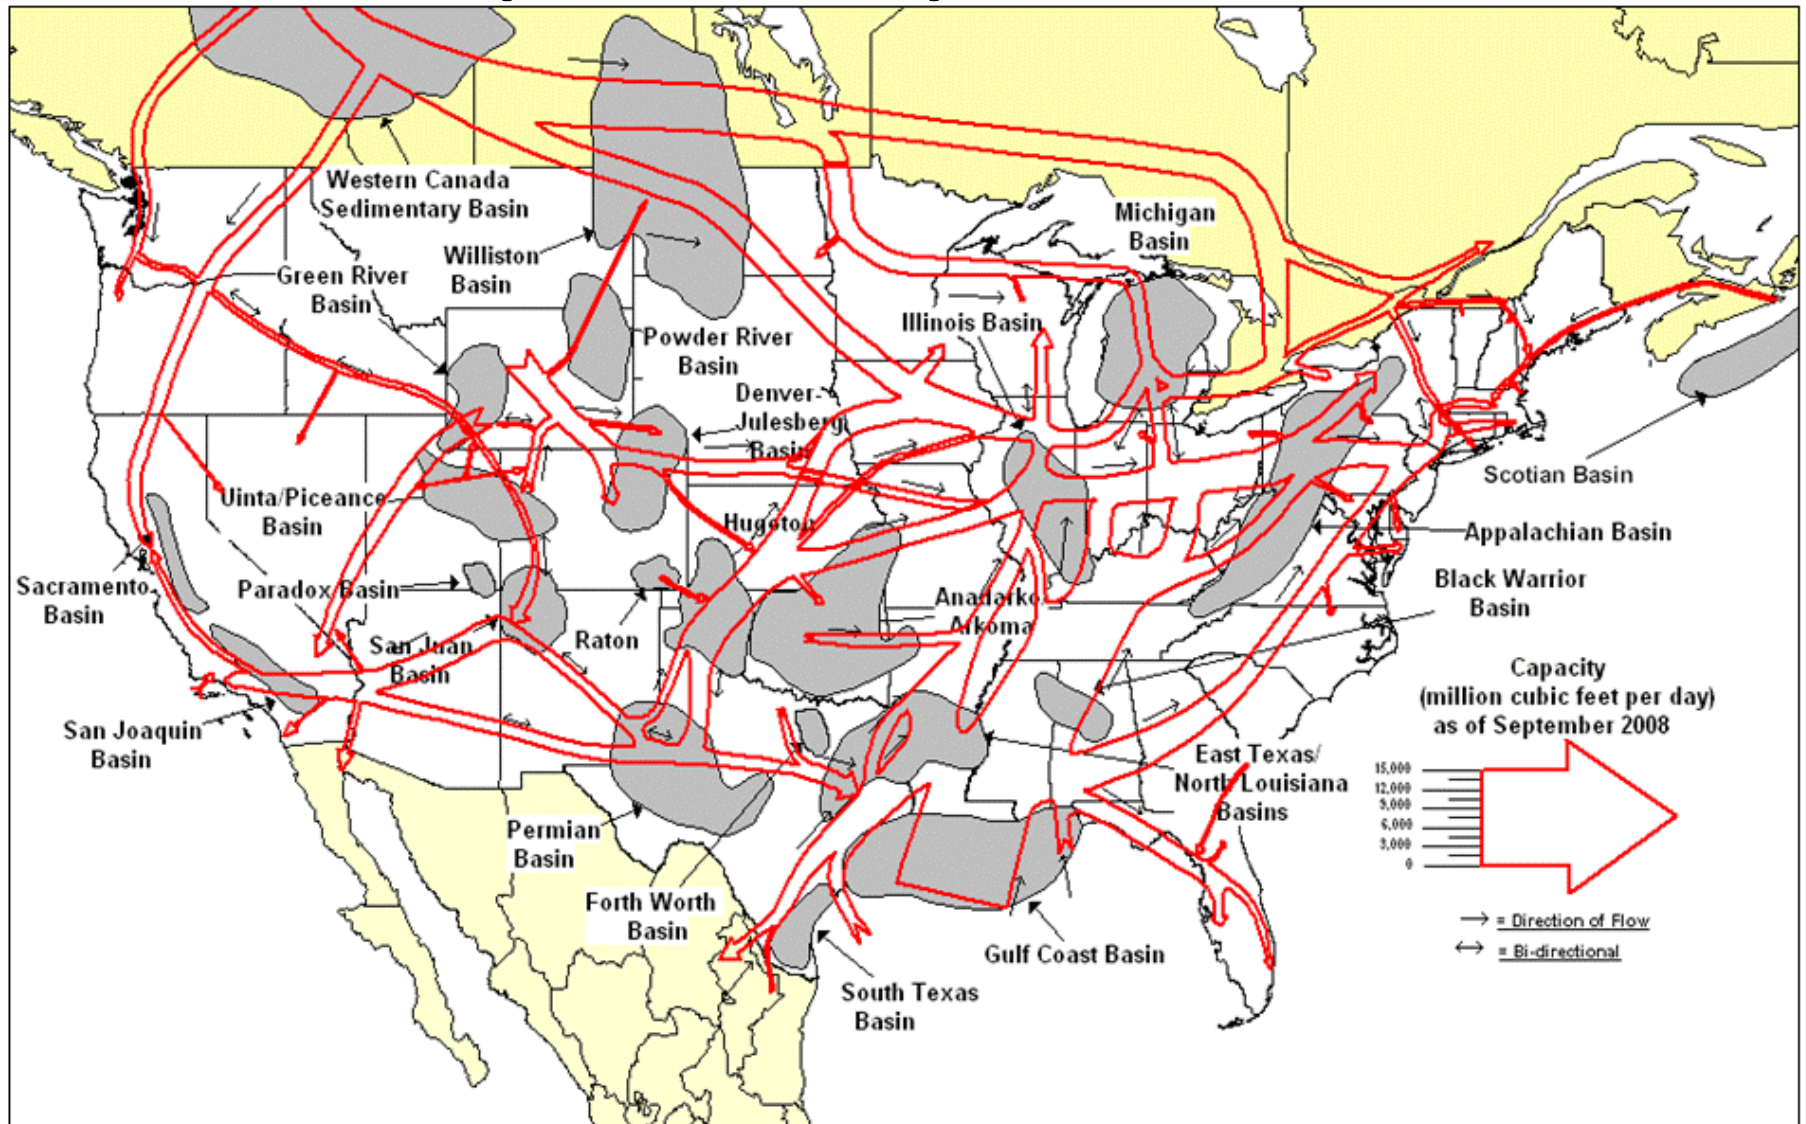 Western Canada
Sedimentary Basin
Michigan
Basin
Williston
Basin
Green River
Basin
Illinois Basin
Powder River
Basin
Denver-
Julesberg
Basin
Scotian Basin
Uinta/Piceance
Basin
Hugoton
Appalachian Basin
Sacramento
Basin
Paradox Basin
Black Warrior
Basin
Anadarko
Arkoma
San Juan
Basin
Raton
Capacity
(million cubic feet per day)
as of September 2008
San Joaquin
Basin
East Texas/
North Louisiana
Basins
15,000
12,000
9,000
6,000
3,000
0
Permian
Basin
Forth Worth
Basin
= Direction of Flow
= Bi-directional
Gulf Coast Basin
South Texas
Basin